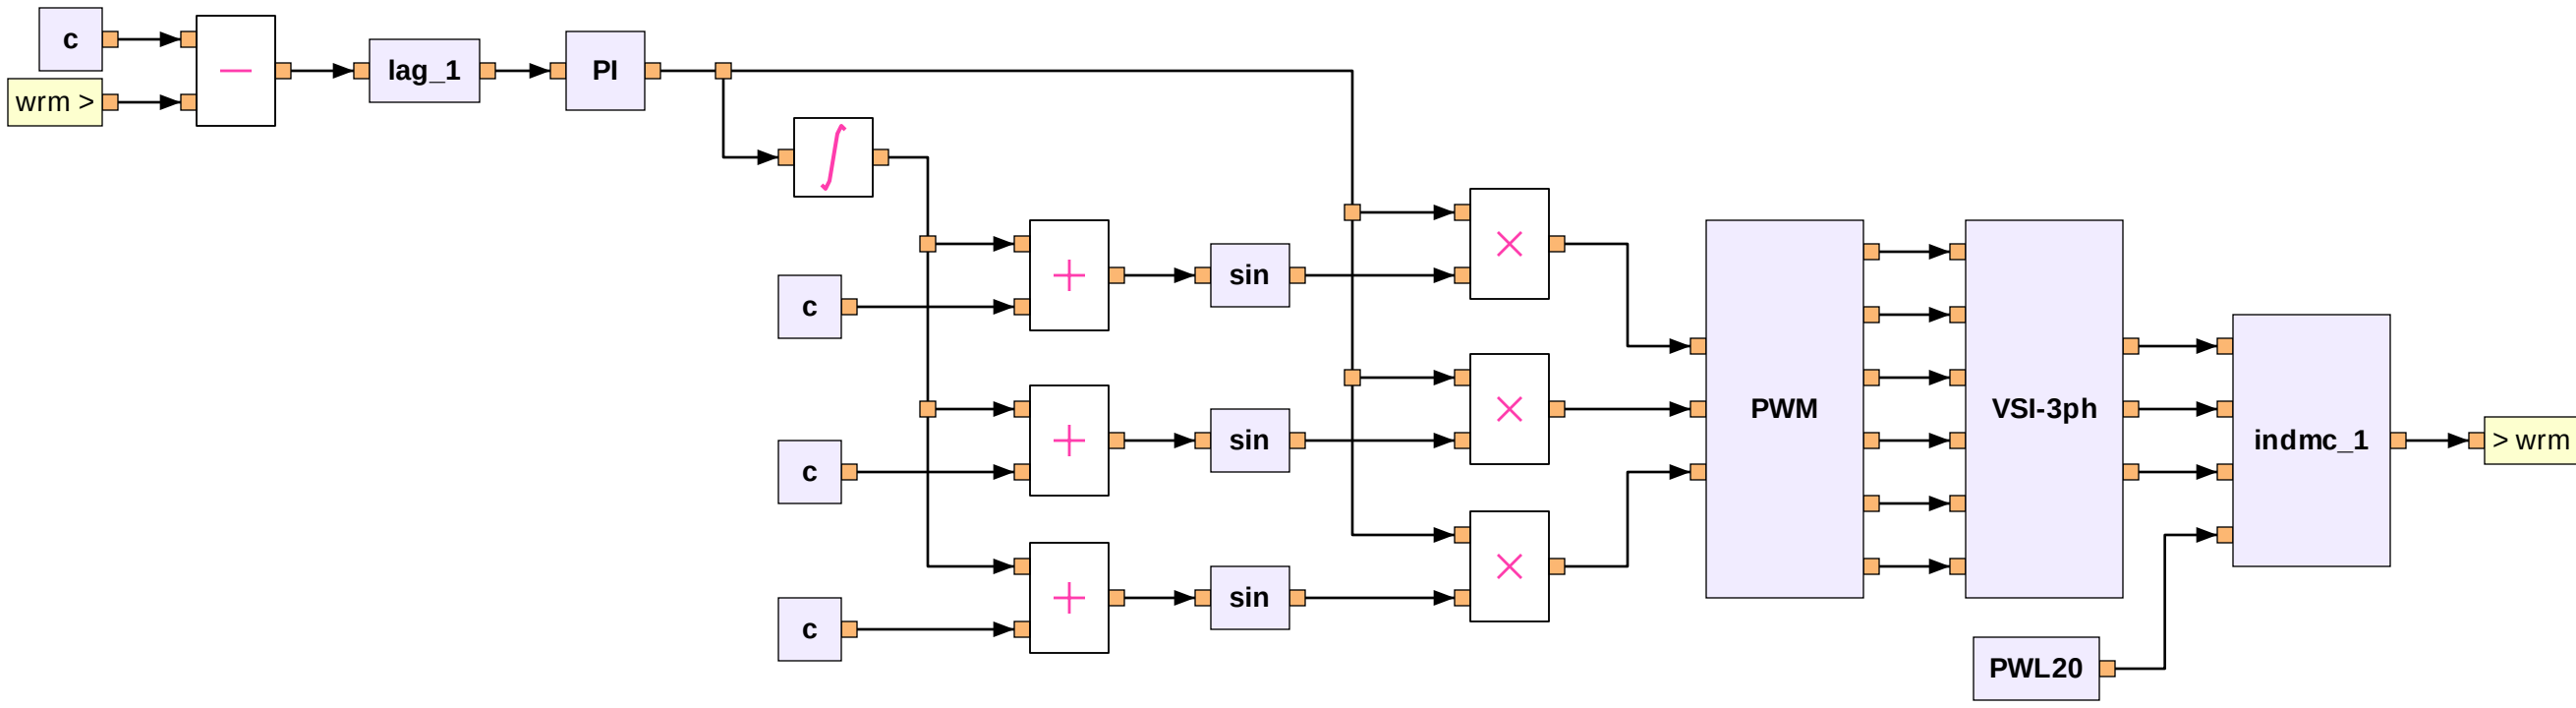 c
wrm >
lag_1
PI
c
sin
c
sin
c
sin
PWM
VSI-3ph
indmc_1
> wrm
PWL20